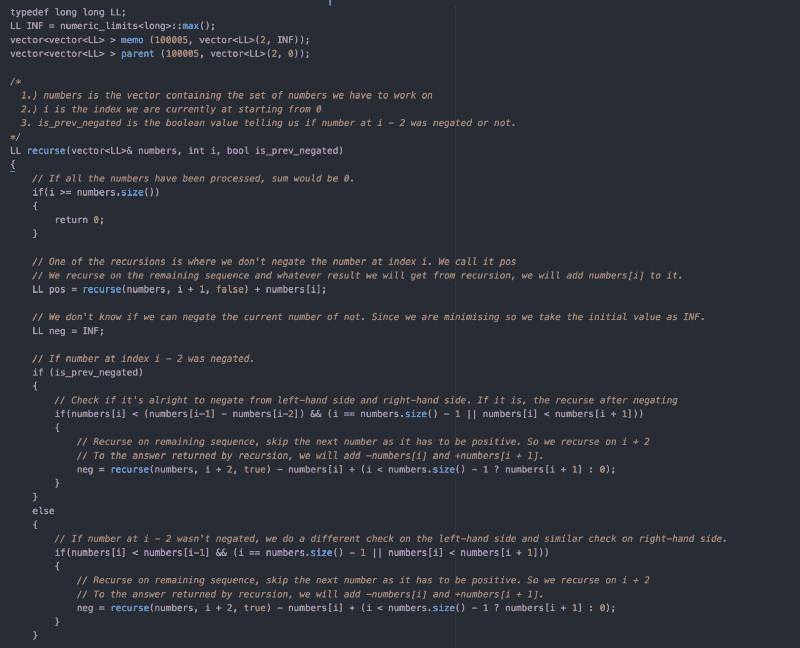 typedef long long LL;
LL INF = numeric_limits<long>::max();
vector<vector<LL> > memo (100005, vector<LL>(2, INF));
vector<vector<LL> > parent (100005, vector<LL>(2, 0));
/*
1.) numbers is the vector containing the set of numbers we have to work on
2.) i is the index we are currently at starting from 0
3. is_prev_negated is the boolean value telling us if number at i - 2 was negated or not.
*/
LL recurse(vector<LL>& numbers, int i, bool is_prev_negated)
{
// If all the numbers have been processed, sum would be 0.
if(i >= numbers.size())
{
return 0;
}
// One of the recursions is where we don't negate the number at index i. We call it pos
// We recurse on the remaining sequence and whatever result we will get from recursion, we will add numbers[i] to it.
LL pos = recurse(numbers, i + 1, false) + numbers[i];
// We don't know if we can negate the current number of not. Since we are minimising so we take the initial value as INF.
LL neg = INF;
// If number at index i - 2 was negated.
if (is_prev_negated)
{
// Check if it's alright to negate from left-hand side and right-hand side. If it is, the recurse after negating
if(numbers[i] < (numbers[i-1] - numbers[i-2]) && (i == numbers.size() - 1 || numbers[i] < numbers[i + 1]))
{
// Recurse on remaining sequence, skip the next number as it has to be positive. So we recurse on i + 2
// To the answer returned by recursion, we will add -numbers[i] and +numbers[i + 1].
neg = recurse(numbers, i + 2, true) - numbers[i] + (i < numbers.size() - 1 ? numbers[i + 1] : 0);
}
}
else
{
// If number at i - 2 wasn't negated, we do a different check on the left-hand side and similar check on right-hand side.
if(numbers[i] < numbers[i-1] && (i == numbers.size() - 1 || numbers[i] < numbers[i + 1]))
{
// Recurse on remaining sequence, skip the next number as it has to be positive. So we recurse on i + 2
// To the answer returned by recursion, we will add -numbers[i] and +numbers[i + 1].
neg = recurse(numbers, i + 2, true) - numbers[i] + (i < numbers.size() - 1 ? numbers[i + 1] : 0);
}
}